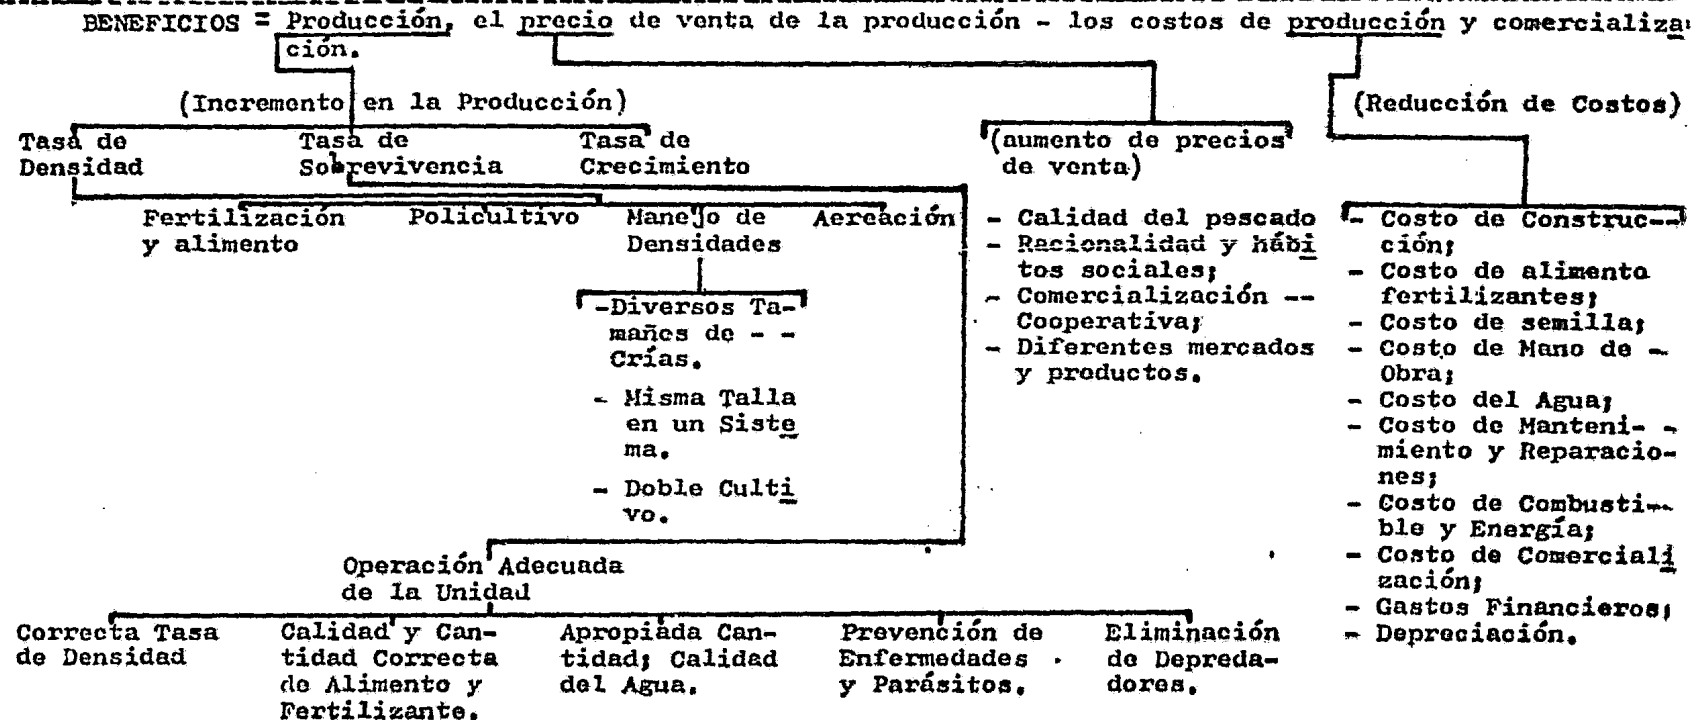 BENEFICIOS = Producción, el precio de venta de la producción - los costos de producción y comercializa
ción.
(Incremento en la Producción)
(Reducción de Costos)
Tasa de
Densidad
Tasa de
Sobrevivencia
Tasa de
Crecimiento
(aumento de precios
de venta)
Fertilización
y alimento
Policultivo
Manejo de
Densidades
Aereación
-Diversos Ta-
maños de - -
Crías.
- Misma Talla
en un Siste
ma.
- Doble Culti
vo.
- Calidad del pescado
- Racionalidad y hábi
tos sociales;
- Comercialización --
Cooperativa;
- Diferentes mercados
y productos.
- Costo de Construc--
ción;
- Costo de alimento
fertilizantes;
- Costo de semilla;
- Costo de Mano de -
Obra;
- Costo del Agua;
- Costo de Manteni- -
miento y Reparacio-
nes;
- Costo de Combusti--
ble y Energía;
- Costo de Comerciali
zación;
- Gastos Financieros;
- Depreciación.
Operación Adecuada
de la Unidad
Correcta Tasa
de Densidad
Calidad y Can-
tidad Correcta
de Alimento y
Fertilizante.
Apropiada Can-
tidad; Calidad
del Agua.
Prevención de
Enfermedades
y Parásitos.
Eliminación
de Depreda-
dores.